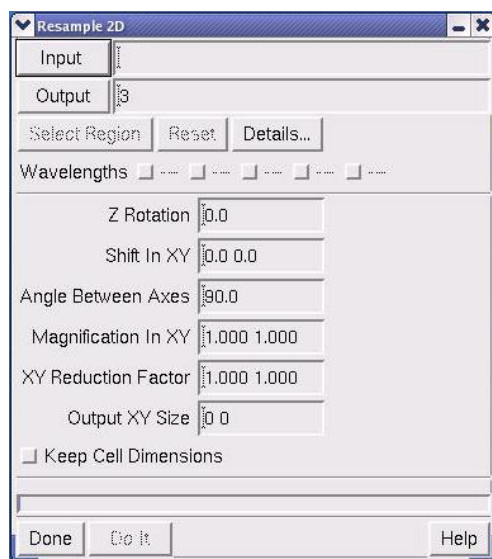 Resample 2D
Input
Output 3
Select Region Reset Details...
Wavelengths --- --- --- --- ---
Z Rotation 0.0
Shift In XY 0.0 0.0
Angle Between Axes 90.0
Magnification In XY 1.000 1.000
XY Reduction Factor 1.000 1.000
Output XY Size 0 0
Keep Cell Dimensions
Done Do It Help